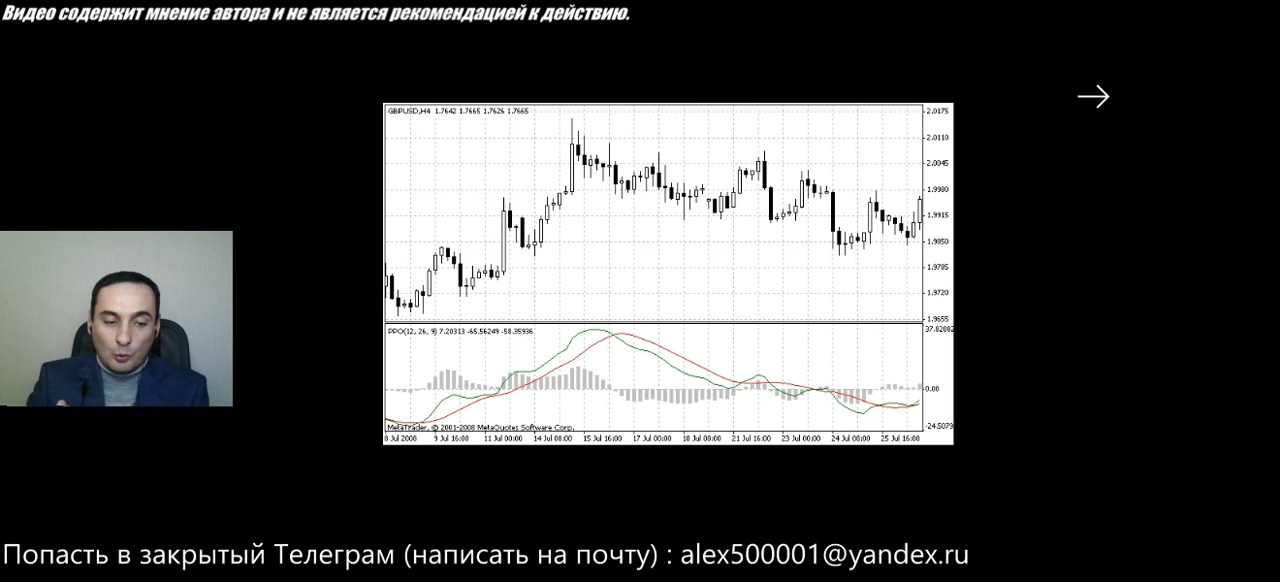 Видео содержит мнение автора и не является рекомендацией к действию.
GBPUSD,H4 1.7642 1.7665 1.7626 1.7665
2.0175
2.0110
2.0045
1.9980
1.9915
1.9850
1.9785
1.9720
1.9655
PPO(12, 26, 9) 7.20313 -65.56249 -58.35936
37.82082
0.00
-24.5079
MetaTrader, © 2001-2008 MetaQuotes Software Corp.
8 Jul 2008 9 Jul 16:00 11 Jul 00:00 14 Jul 08:00 15 Jul 16:00 17 Jul 00:00 18 Jul 08:00 21 Jul 16:00 23 Jul 00:00 24 Jul 08:00 25 Jul 16:00
Попасть в закрытый Телеграм (написать на почту) : alex500001@yandex.ru